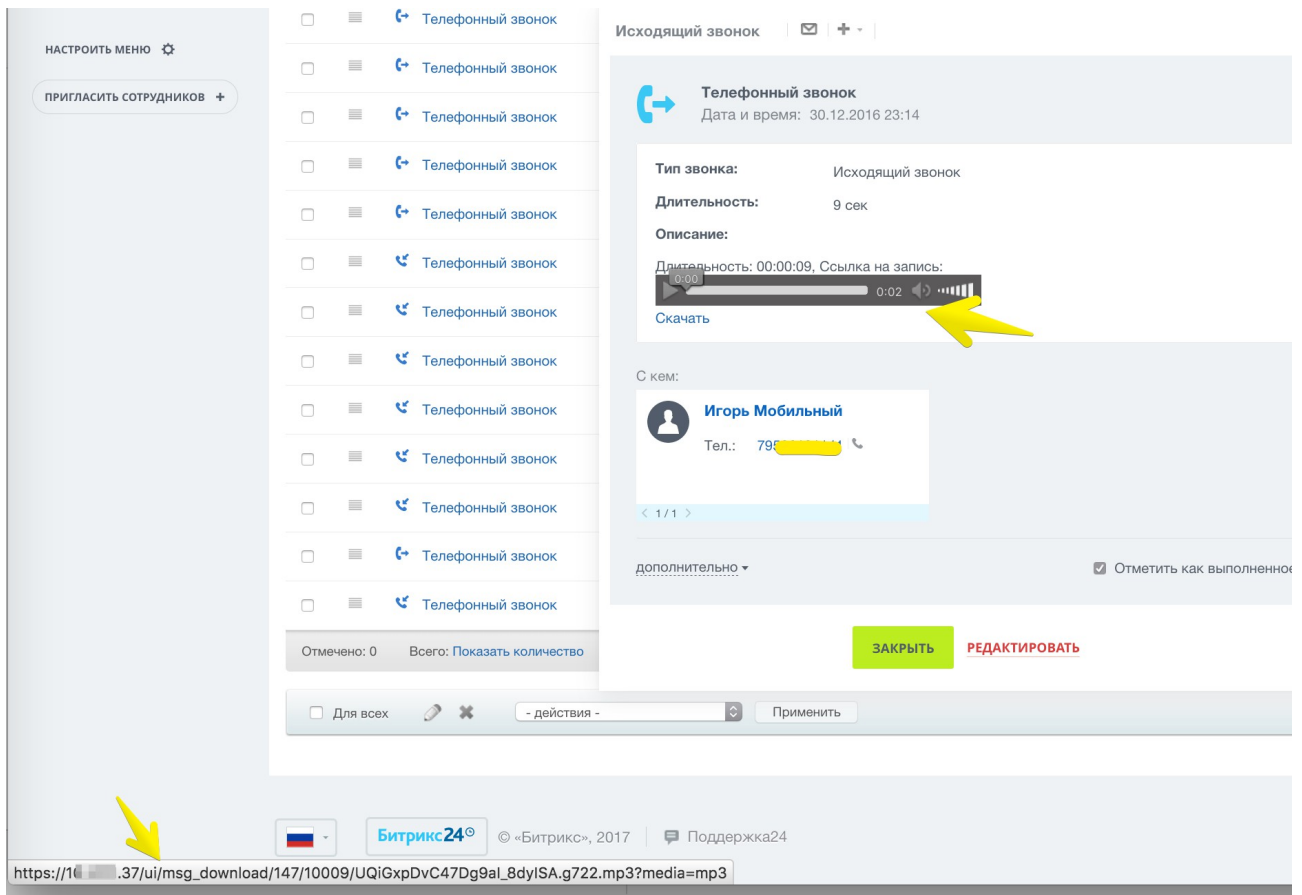 НАСТРОИТЬ МЕНЮ
ПРИГЛАСИТЬ СОТРУДНИКОВ +
Телефонный звонок
Телефонный звонок
Телефонный звонок
Телефонный звонок
Телефонный звонок
Телефонный звонок
Телефонный звонок
Телефонный звонок
Телефонный звонок
Телефонный звонок
Телефонный звонок
Телефонный звонок
Телефонный звонок
Отмечено: 0 Всего: Показать количество
Для всех - действия - Применить
Исходящий звонок
Телефонный звонок
Дата и время: 30.12.2016 23:14
Тип звонка: Исходящий звонок
Длительность: 9 сек
Описание:
Длительность: 00:00:09, Ссылка на запись:
0:00
0:02
Скачать
С кем:
Игорь Мобильный
Тел.: 795
1 / 1
дополнительно
Отметить как выполненное
ЗАКРЫТЬ РЕДАКТИРОВАТЬ
Битрикс24 © «Битрикс», 2017 Поддержка24
https://1 .37/ui/msg_download/147/10009/UQiGxpDvC47Dg9al_8dylSA.g722.mp3?media=mp3